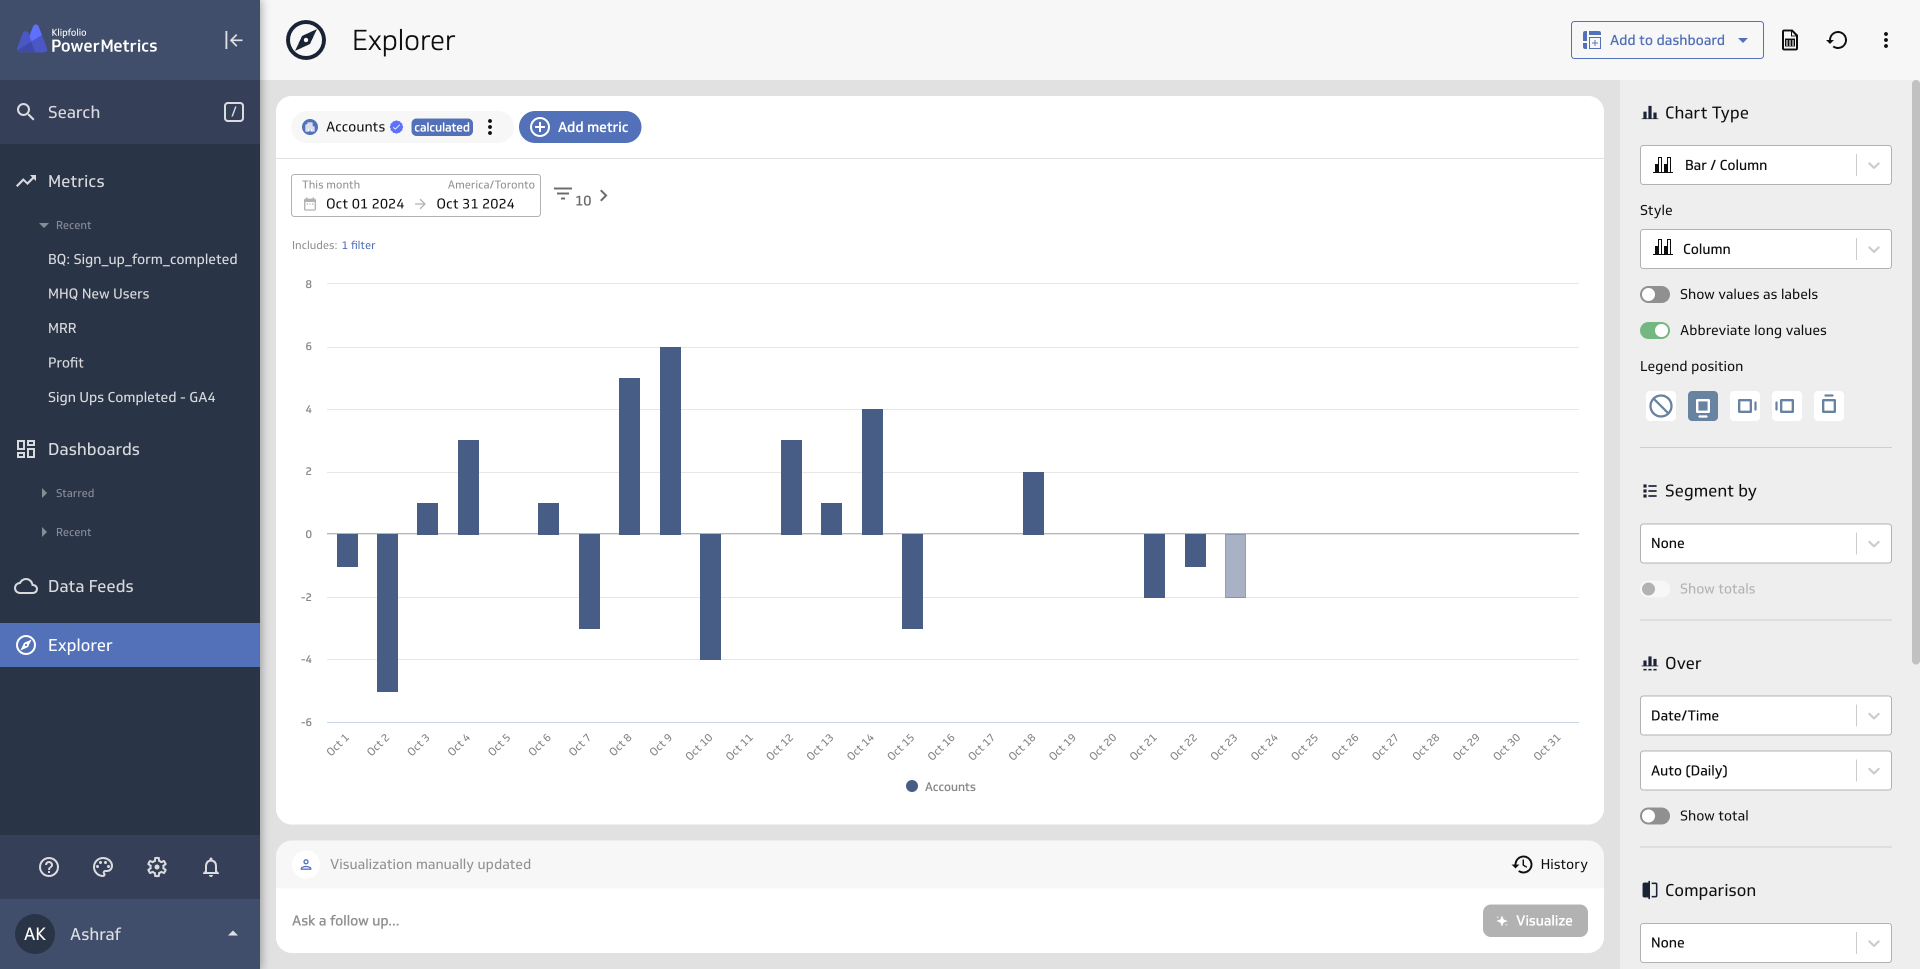 Klipfolio
PowerMetrics
Search
/
Metrics
Recent
BQ: Sign_up_form_completed
MHQ New Users
MRR
Profit
Sign Ups Completed - GA4
Dashboards
Starred
Recent
Data Feeds
Explorer
AK
Ashraf
Explorer
Add to dashboard
Accounts
calculated
Add metric
This month
America/Toronto
Oct 01 2024
Oct 31 2024
10
Includes: 1 filter
8
6
4
2
0
-2
-4
-6
Oct 1
Oct 2
Oct 3
Oct 4
Oct 5
Oct 6
Oct 7
Oct 8
Oct 9
Oct 10
Oct 11
Oct 12
Oct 13
Oct 14
Oct 15
Oct 16
Oct 17
Oct 18
Oct 19
Oct 20
Oct 21
Oct 22
Oct 23
Oct 24
Oct 25
Oct 26
Oct 27
Oct 28
Oct 29
Oct 30
Oct 31
Accounts
Visualization manually updated
History
Ask a follow up...
Visualize
Chart Type
Bar / Column
Style
Column
Show values as labels
Abbreviate long values
Legend position
Segment by
None
Show totals
Over
Date/Time
Auto (Daily)
Show total
Comparison
None